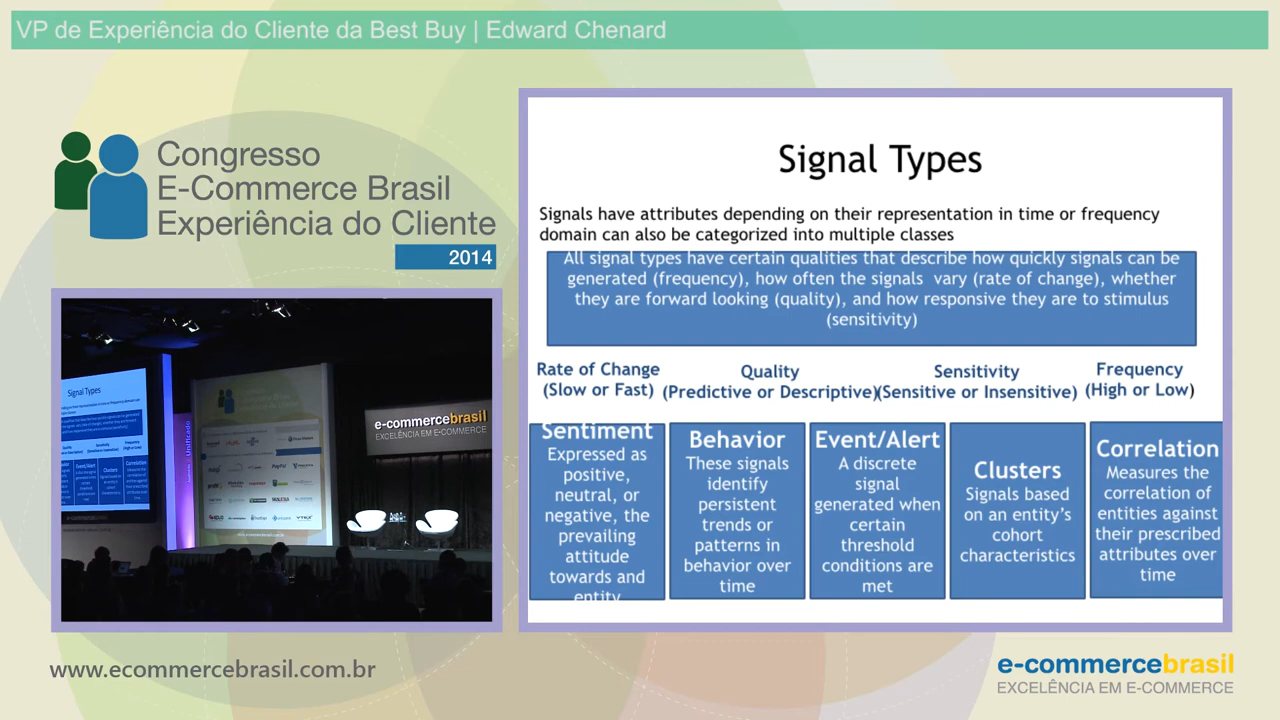 VP de Experiência do Cliente da Best Buy | Edward Chenard
Congresso
E-Commerce Brasil
Experiência do Cliente
2014
Signal Types
Signals have attributes depending on their representation in time or frequency
domain can also be categorized into multiple classes
All signal types have certain qualities that describe how quickly signals can be
generated (frequency), how often the signals vary (rate of change), whether
they are forward looking (quality), and how responsive they are to stimulus
(sensitivity)
Rate of Change
(Slow or Fast)
Quality
(Predictive or Descriptive)
Sensitivity
(Sensitive or Insensitive)
Frequency
(High or Low)
Sentiment
Expressed as
positive,
neutral, or
negative, the
prevailing
attitude
towards and
entity
Behavior
These signals
identify
persistent
trends or
patterns in
behavior over
time
Event/Alert
A discrete
signal
generated when
certain
threshold
conditions are
met
Clusters
Signals based
on an entity's
cohort
characteristics
Correlation
Measures the
correlation of
entities against
their prescribed
attributes over
time
Signal Types
e-commercebrasil
EXCELÊNCIA EM E-COMMERCE
PayPal
www.ecommercebrasil.com.br
e-commercebrasil
EXCELÊNCIA EM E-COMMERCE